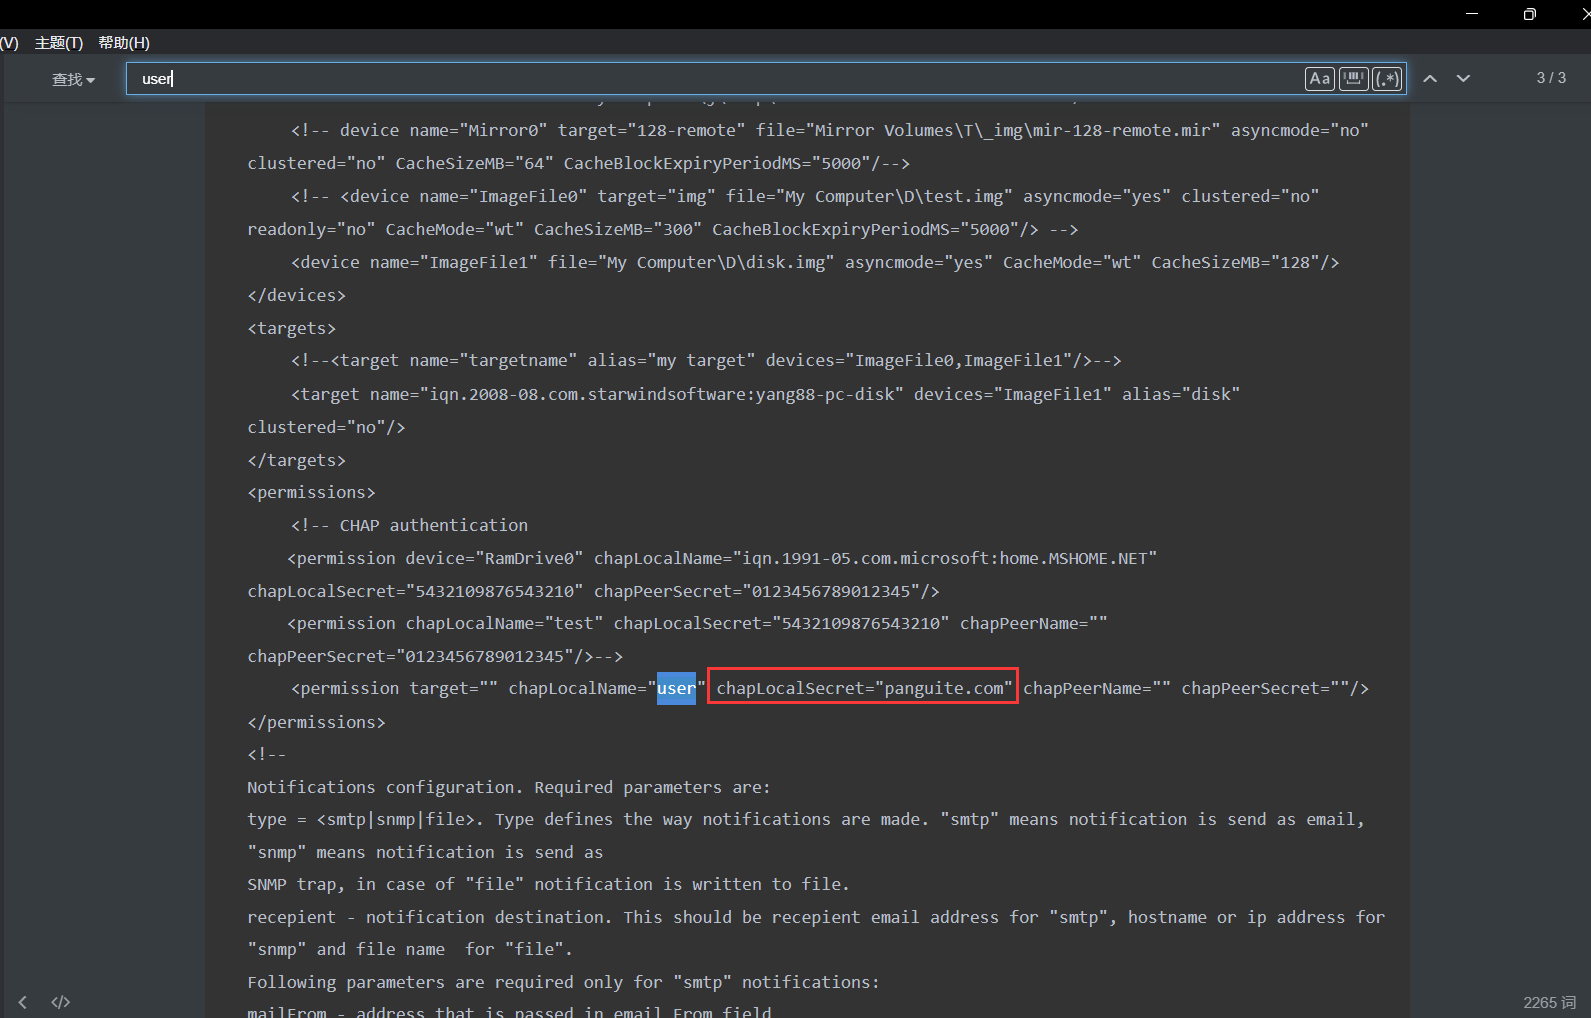 (V) 主题(T) 帮助(H)
查找 user Aa (.*) 3 / 3
<!-- device name="Mirror0" target="128-remote" file="Mirror Volumes\T\_img\mir-128-remote.mir" asyncmode="no"
clustered="no" CacheSizeMB="64" CacheBlockExpiryPeriodMS="5000"/-->
<!-- <device name="ImageFile0" target="img" file="My Computer\D\test.img" asyncmode="yes" clustered="no"
readonly="no" CacheMode="wt" CacheSizeMB="300" CacheBlockExpiryPeriodMS="5000"/> -->
<device name="ImageFile1" file="My Computer\D\disk.img" asyncmode="yes" CacheMode="wt" CacheSizeMB="128"/>
</devices>
<targets>
<!--<target name="targetname" alias="my target" devices="ImageFile0,ImageFile1"/>-->
<target name="iqn.2008-08.com.starwindsoftware:yang88-pc-disk" devices="ImageFile1" alias="disk"
clustered="no"/>
</targets>
<permissions>
<!-- CHAP authentication
<permission device="RamDrive0" chapLocalName="iqn.1991-05.com.microsoft:home.MSHOME.NET"
chapLocalSecret="5432109876543210" chapPeerSecret="0123456789012345"/>
<permission chapLocalName="test" chapLocalSecret="5432109876543210" chapPeerName=""
chapPeerSecret="0123456789012345"/>-->
<permission target="" chapLocalName="user" chapLocalSecret="panguite.com" chapPeerName="" chapPeerSecret=""/>
</permissions>
<!--
Notifications configuration. Required parameters are:
type = <smtp|snmp|file>. Type defines the way notifications are made. "smtp" means notification is send as email,
"snmp" means notification is send as
SNMP trap, in case of "file" notification is written to file.
recepient - notification destination. This should be recepient email address for "smtp", hostname or ip address for
"snmp" and file name  for "file".
Following parameters are required only for "smtp" notifications:
mailFrom - address that is passed in email From field
</> 2265 词